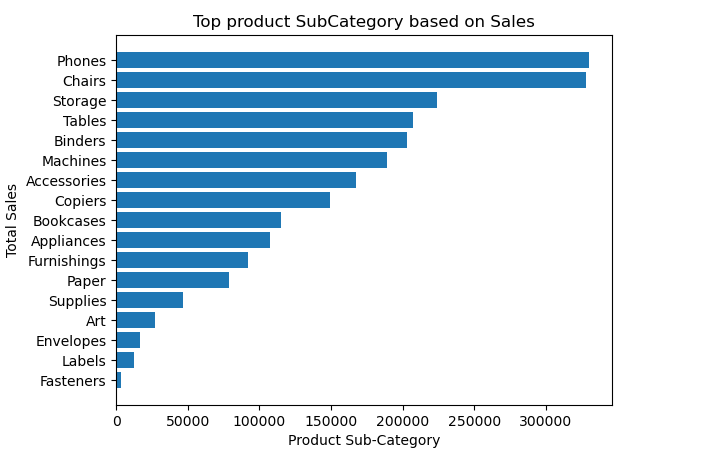 Top product SubCategory based on Sales
Total Sales
Phones
Chairs
Storage
Tables
Binders
Machines
Accessories
Copiers
Bookcases
Appliances
Furnishings
Paper
Supplies
Art
Envelopes
Labels
Fasteners
0 50000 100000 150000 200000 250000 300000
Product Sub-Category